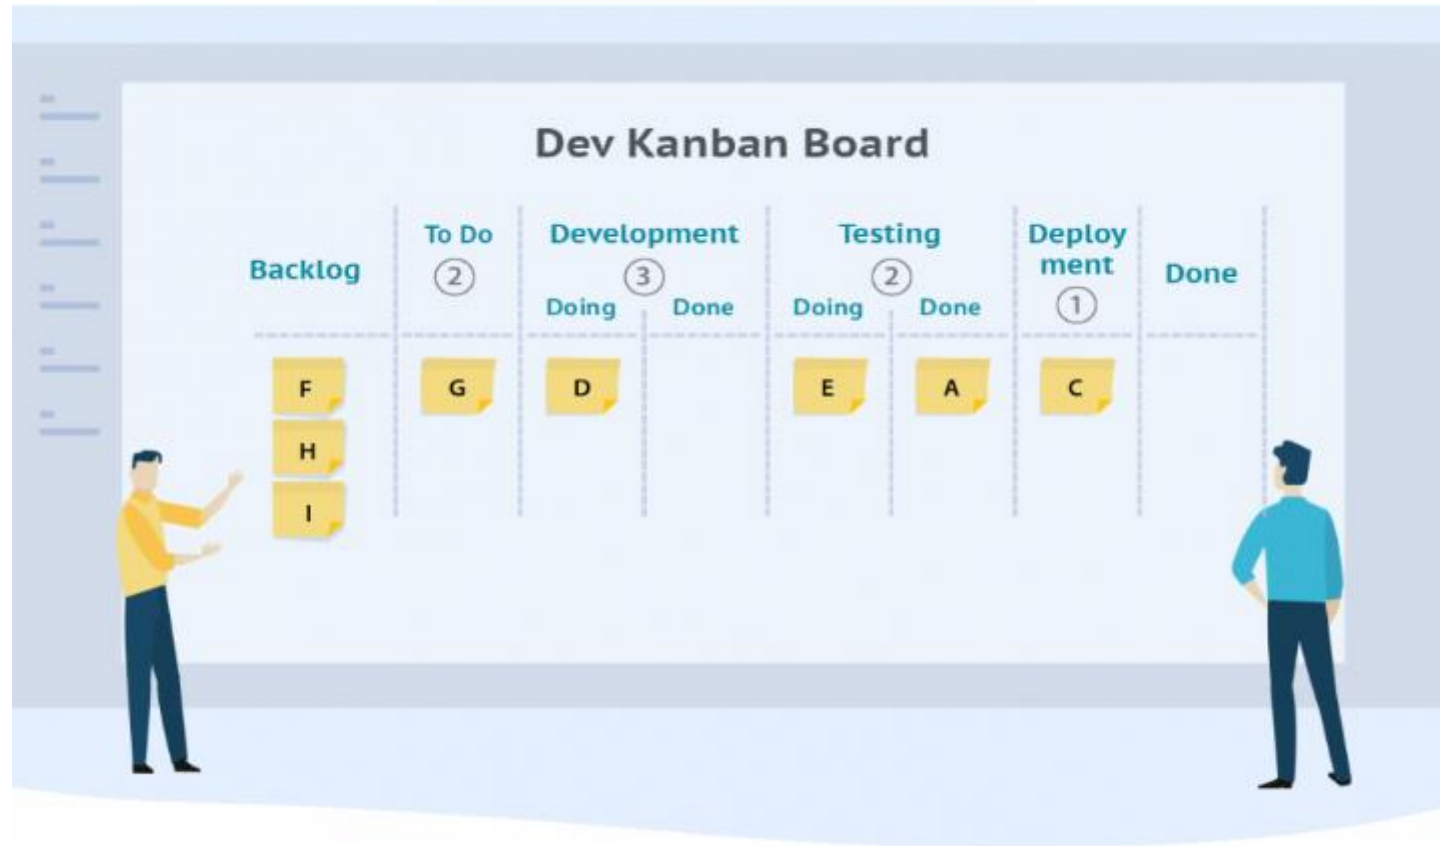 Dev Kanban Board
Backlog
To Do
2
Development
3
Doing Done
Testing
2
Doing Done
Deploy
ment
1
Done
F G D E A C
H
I